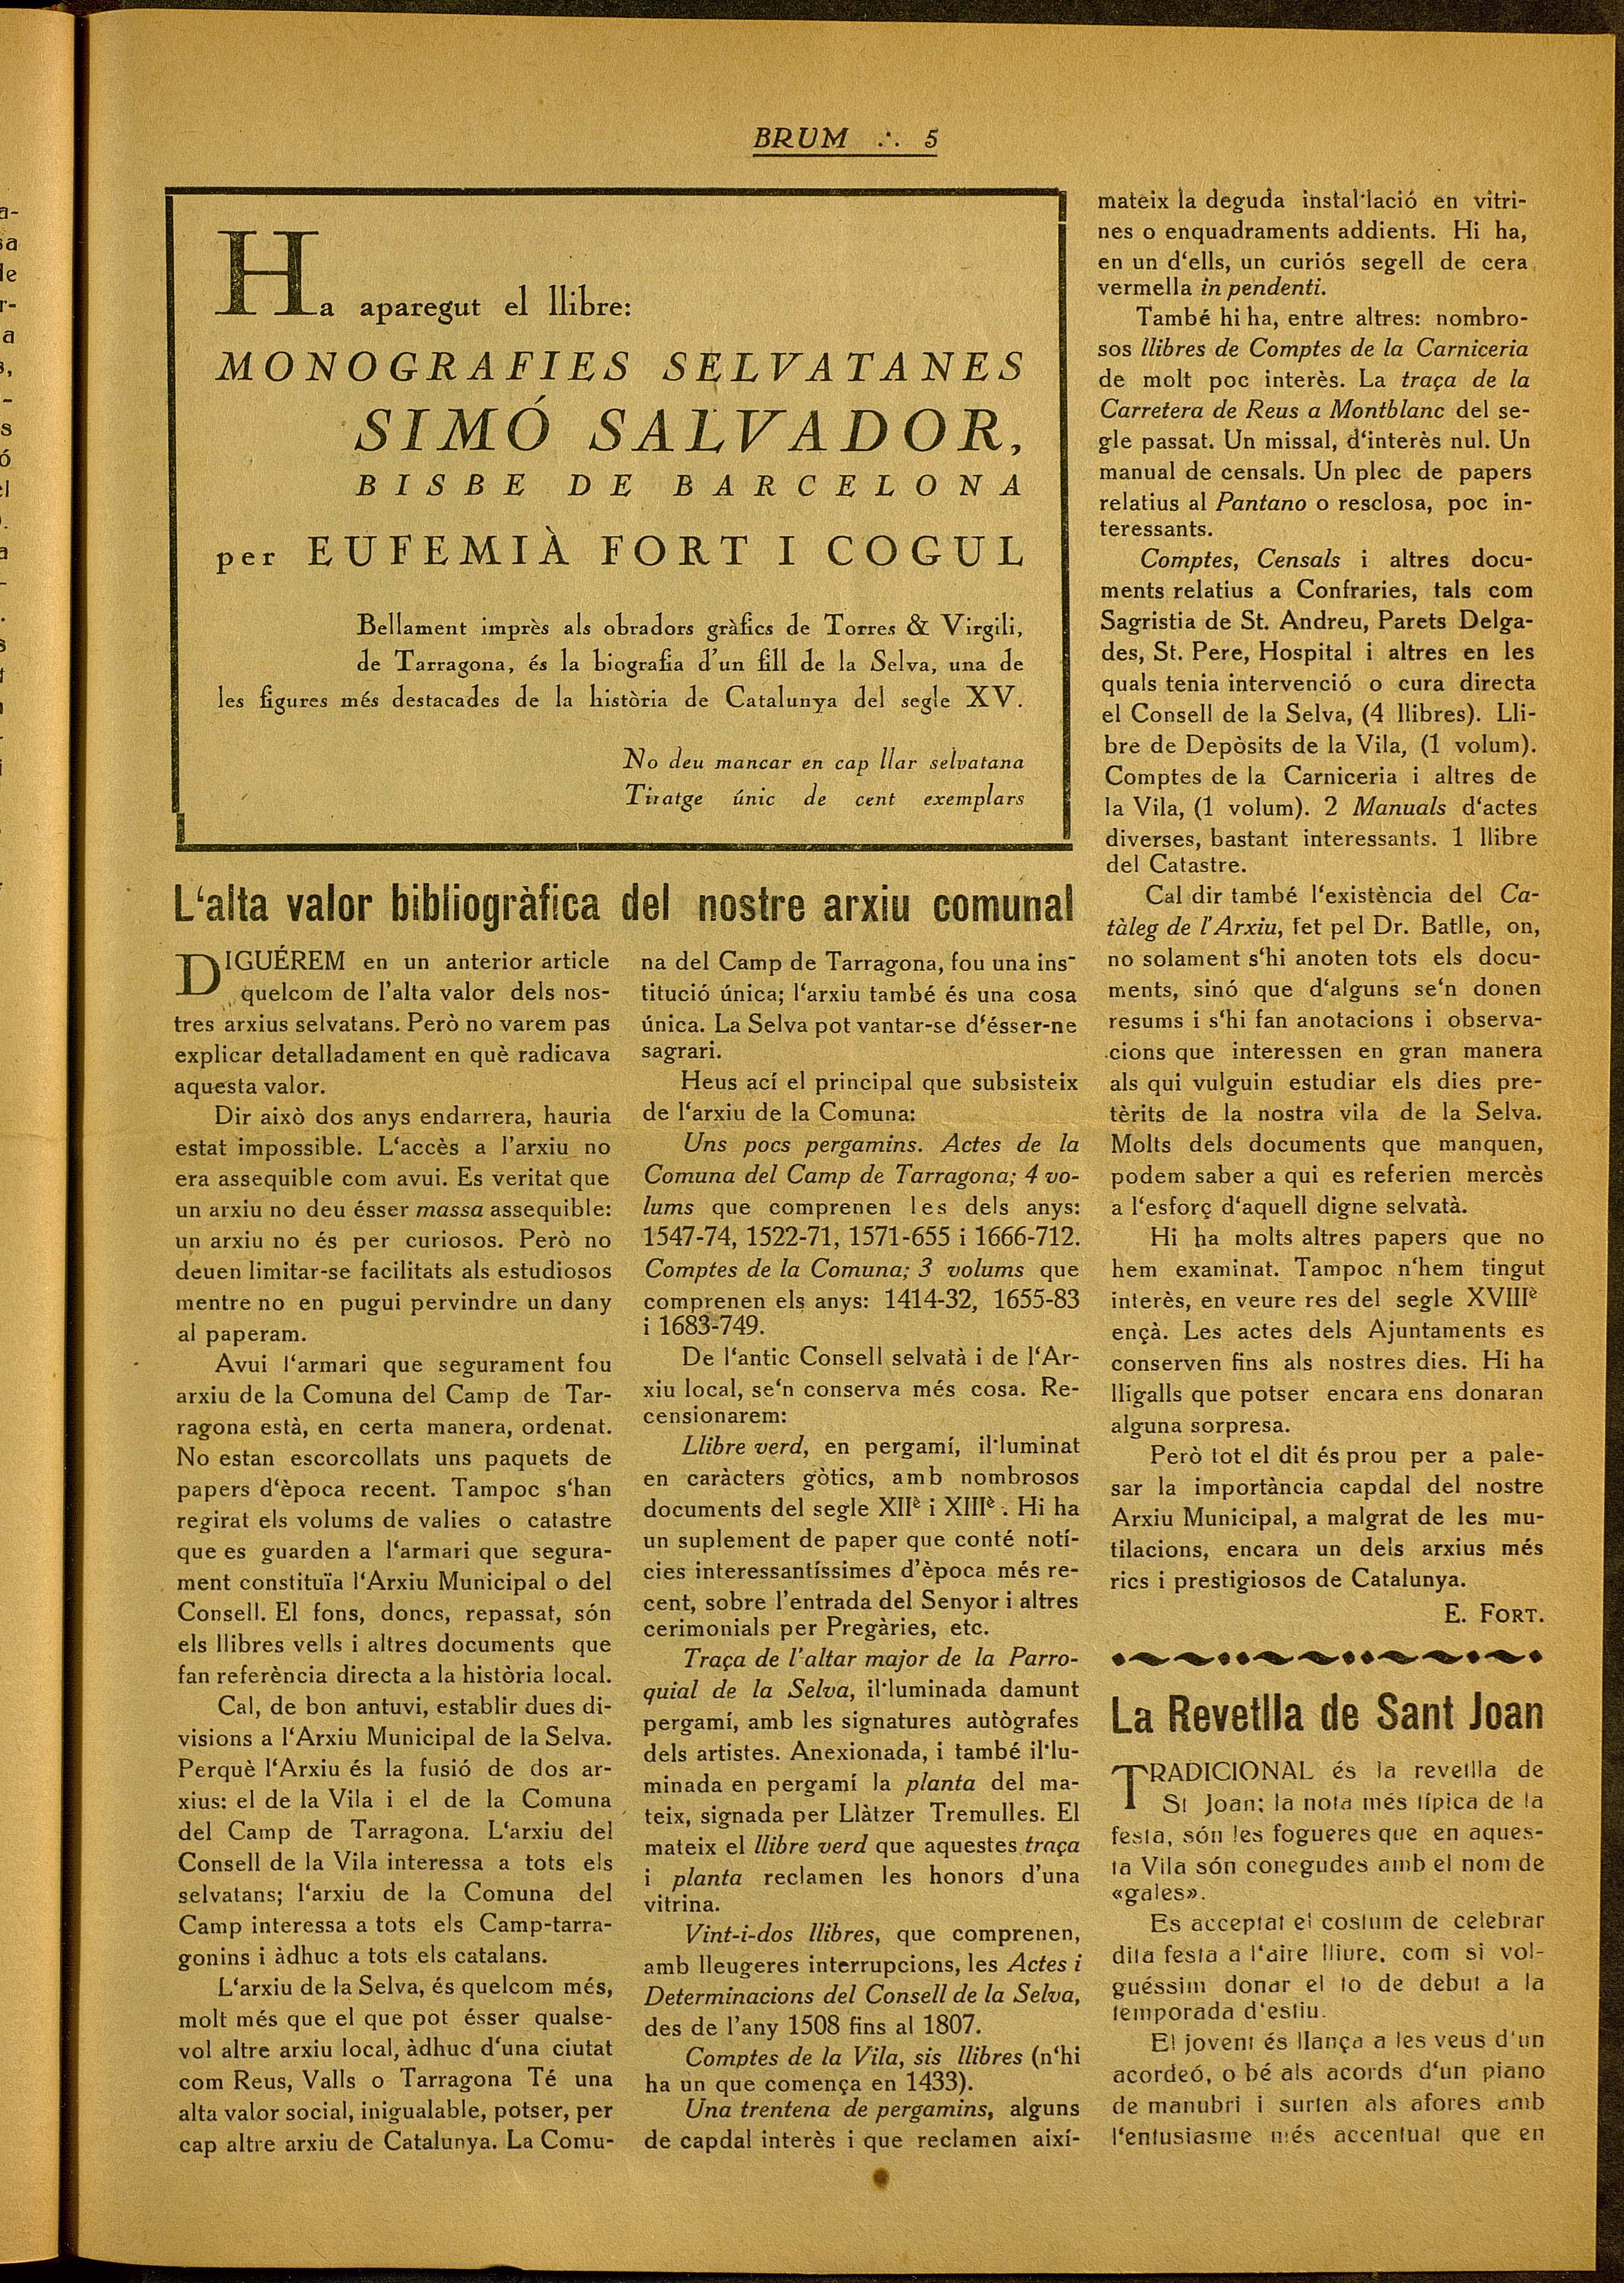 BRUM ∴ 5
Ha aparegut el llibre:
MONOGRAFIES SELVATANES
SIMÓ SALVADOR,
BISBE DE BARCELONA
per EUFEMIÀ FORT I COGUL
Bellament imprès als obradors gràfics de Torres & Virgili,
de Tarragona, és la biografia d'un fill de la Selva, una de
les figures més destacades de la història de Catalunya del segle XV.
No deu mancar en cap llar selvatana
Tiratge únic de cent exemplars
L'alta valor bibliogràfica del nostre arxiu comunal
DIGUÉREM en un anterior article
quelcom de l'alta valor dels nos-
tres arxius selvatans. Però no varem pas
explicar detalladament en què radicava
aquesta valor.
Dir això dos anys endarrera, hauria
estat impossible. L'accès a l'arxiu no
era assequible com avui. Es veritat que
un arxiu no deu ésser massa assequible:
un arxiu no és per curiosos. Però no
deuen limitar-se facilitats als estudiosos
mentre no en pugui pervindre un dany
al paperam.
Avui l'armari que segurament fou
arxiu de la Comuna del Camp de Tar-
ragona està, en certa manera, ordenat.
No estan escorcollats uns paquets de
papers d'època recent. Tampoc s'han
regirat els volums de valies o catastre
que es guarden a l'armari que segura-
ment constituïa l'Arxiu Municipal o del
Consell. El fons, doncs, repassat, són
els llibres vells i altres documents que
fan referència directa a la història local.
Cal, de bon antuvi, establir dues di-
visions a l'Arxiu Municipal de la Selva.
Perquè l'Arxiu és la fusió de dos ar-
xius: el de la Vila i el de la Comuna
del Camp de Tarragona. L'arxiu del
Consell de la Vila interessa a tots els
selvatans; l'arxiu de la Comuna del
Camp interessa a tots els Camp-tarra-
gonins i àdhuc a tots els catalans.
L'arxiu de la Selva, és quelcom més,
molt més que el que pot ésser qualse-
vol altre arxiu local, àdhuc d'una ciutat
com Reus, Valls o Tarragona Té una
alta valor social, inigualable, potser, per
cap altre arxiu de Catalunya. La Comu-
na del Camp de Tarragona, fou una ins-
titució única; l'arxiu també és una cosa
única. La Selva pot vantar-se d'ésser-ne
sagrari.
Heus ací el principal que subsisteix
de l'arxiu de la Comuna:
Uns pocs pergamins. Actes de la
Comuna del Camp de Tarragona; 4 vo-
lums que comprenen les dels anys:
1547-74, 1522-71, 1571-655 i 1666-712.
Comptes de la Comuna; 3 volums que
comprenen els anys: 1414-32, 1655-83
i 1683-749.
De l'antic Consell selvatà i de l'Ar-
xiu local, se'n conserva més cosa. Re-
censionarem:
Llibre verd, en pergamí, il·luminat
en caràcters gòtics, amb nombrosos
documents del segle XIIè i XIIIè. Hi ha
un suplement de paper que conté notí-
cies interessantíssimes d'època més re-
cent, sobre l'entrada del Senyor i altres
cerimonials per Pregàries, etc.
Traça de l'altar major de la Parro-
quial de la Selva, il·luminada damunt
pergamí, amb les signatures autògrafes
dels artistes. Anexionada, i també il·lu-
minada en pergamí la planta del ma-
teix, signada per Llàtzer Tremulles. El
mateix el llibre verd que aquestes traça
i planta reclamen les honors d'una
vitrina.
Vint-i-dos llibres, que comprenen,
amb lleugeres interrupcions, les Actes i
Determinacions del Consell de la Selva,
des de l'any 1508 fins al 1807.
Comptes de la Vila, sis llibres (n'hi
ha un que comença en 1433).
Una trentena de pergamins, alguns
de capdal interès i que reclamen així-
mateix la deguda instal·lació en vitri-
nes o enquadraments addients. Hi ha,
en un d'ells, un curiós segell de cera
vermella in pendenti.
També hi ha, entre altres: nombro-
sos llibres de Comptes de la Carniceria
de molt poc interès. La traça de la
Carretera de Reus a Montblanc del se-
gle passat. Un missal, d'interès nul. Un
manual de censals. Un plec de papers
relatius al Pantano o resclosa, poc in-
teressants.
Comptes, Censals i altres docu-
ments relatius a Confraries, tals com
Sagristia de St. Andreu, Parets Delga-
des, St. Pere, Hospital i altres en les
quals tenia intervenció o cura directa
el Consell de la Selva, (4 llibres). Lli-
bre de Depòsits de la Vila, (1 volum).
Comptes de la Carniceria i altres de
la Vila, (1 volum). 2 Manuals d'actes
diverses, bastant interessants. 1 llibre
del Catastre.
Cal dir també l'existència del Ca-
tàleg de l'Arxiu, fet pel Dr. Batlle, on,
no solament s'hi anoten tots els docu-
ments, sinó que d'alguns se'n donen
resums i s'hi fan anotacions i observa-
cions que interessen en gran manera
als qui vulguin estudiar els dies pre-
tèrits de la nostra vila de la Selva.
Molts dels documents que manquen,
podem saber a qui es referien mercès
a l'esforç d'aquell digne selvatà.
Hi ha molts altres papers que no
hem examinat. Tampoc n'hem tingut
interès, en veure res del segle XVIIIè
ençà. Les actes dels Ajuntaments es
conserven fins als nostres dies. Hi ha
lligalls que potser encara ens donaran
alguna sorpresa.
Però tot el dit és prou per a pale-
sar la importància capdal del nostre
Arxiu Municipal, a malgrat de les mu-
tilacions, encara un dels arxius més
rics i prestigiosos de Catalunya.
E. FORT.
La Revetlla de Sant Joan
TRADICIONAL és la revetlla de
St Joan; la nota més típica de la
festa, són les fogueres que en aques-
ta Vila són conegudes amb el nom de
«gales».
Es acceptat el costum de celebrar
dita festa a l'aire lliure, com si vol-
guéssim donar el to de debut a la
temporada d'estiu.
El jovent és llança a les veus d'un
acordeó, o bé als acords d'un piano
de manubri i surten als afores amb
l'entusiasme més accentuat que en